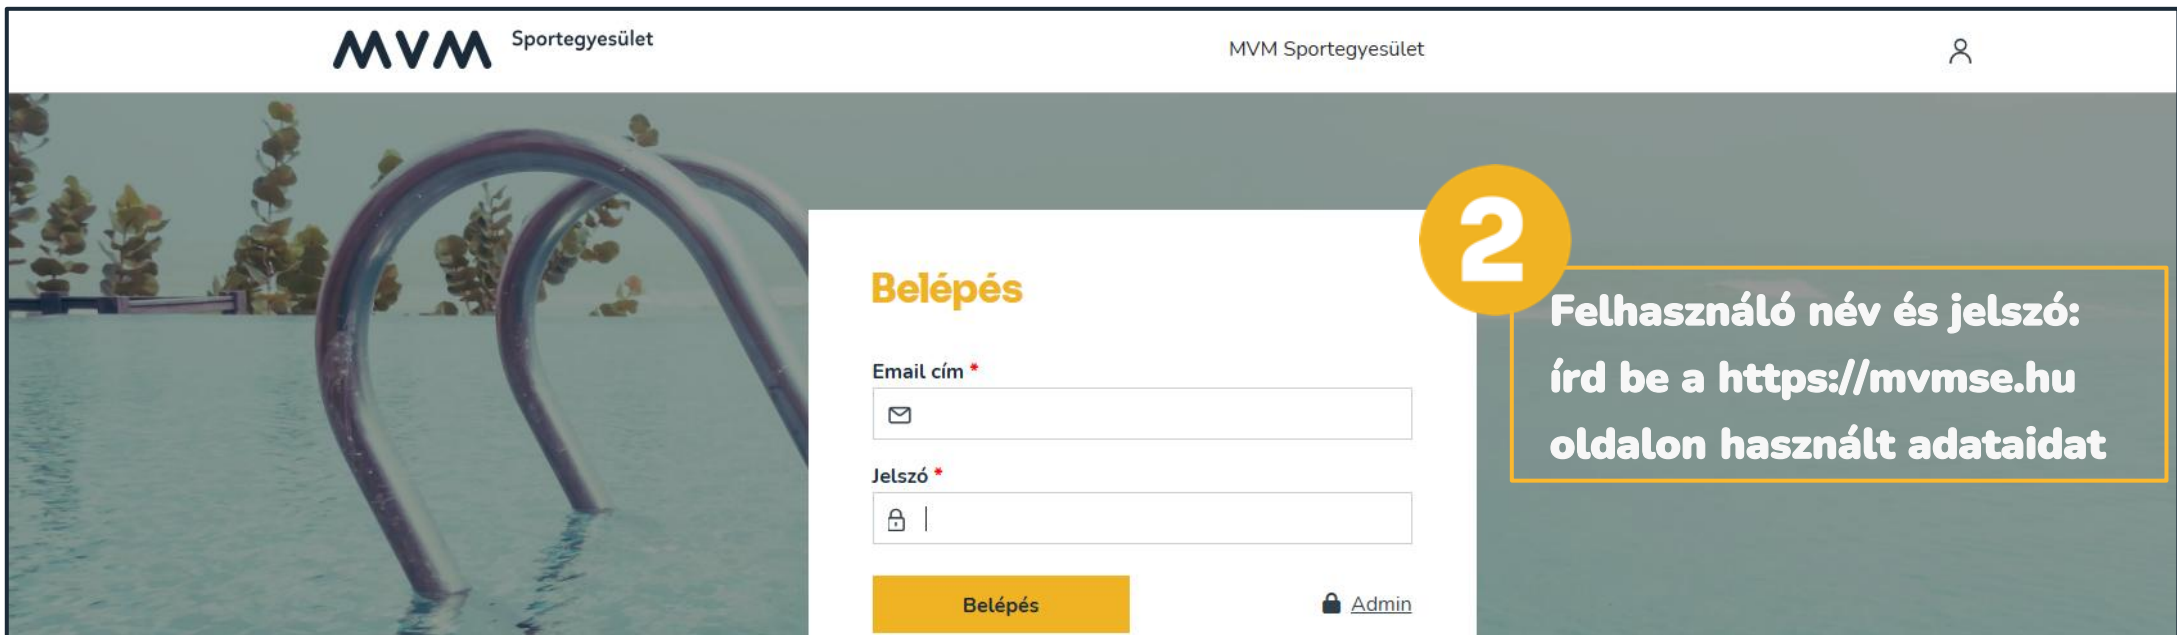 MVM Sportegyesület
MVM Sportegyesület
2
Belépés
Felhasználó név és jelszó:
írd be a https://mvmse.hu
oldalon használt adataidat
Email cím *
Jelszó *
Belépés
Admin